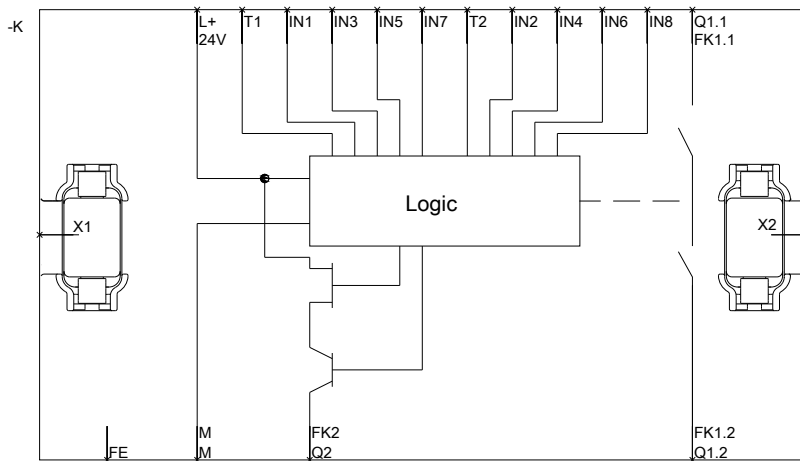 -K
L+ T1 IN1 IN3 IN5 IN7 T2 IN2 IN4 IN6 IN8 Q1.1
24V FK1.1
Logic
X1 X2
M FK2 FK1.2
FE M Q2 Q1.2